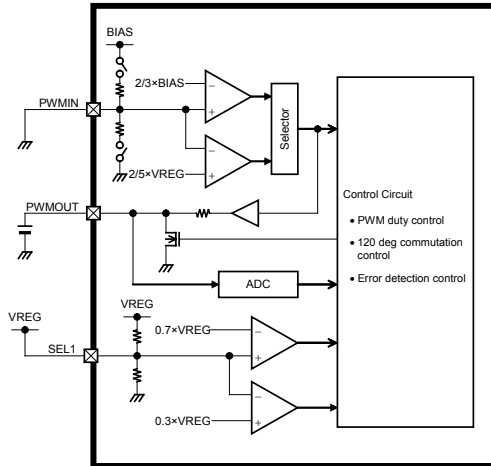 BIAS
2/3×BIAS
PWMIN
Selector
2/5×VREG
PWMOUT
Control Circuit
• PWM duty control
• 120 deg commutation
control
• Error detection control
ADC
VREG
VREG
0.7×VREG
SEL1
0.3×VREG